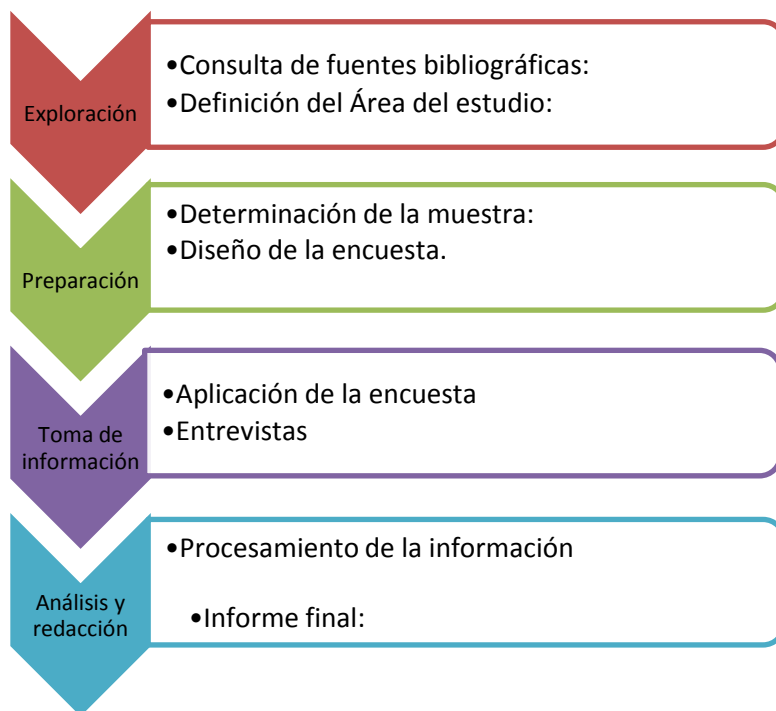 Exploración
•Consulta de fuentes bibliográficas:
•Definición del Área del estudio:
Preparación
•Determinación de la muestra:
•Diseño de la encuesta.
Toma de
información
•Aplicación de la encuesta
•Entrevistas
Análisis y
redacción
•Procesamiento de la información
•Informe final: